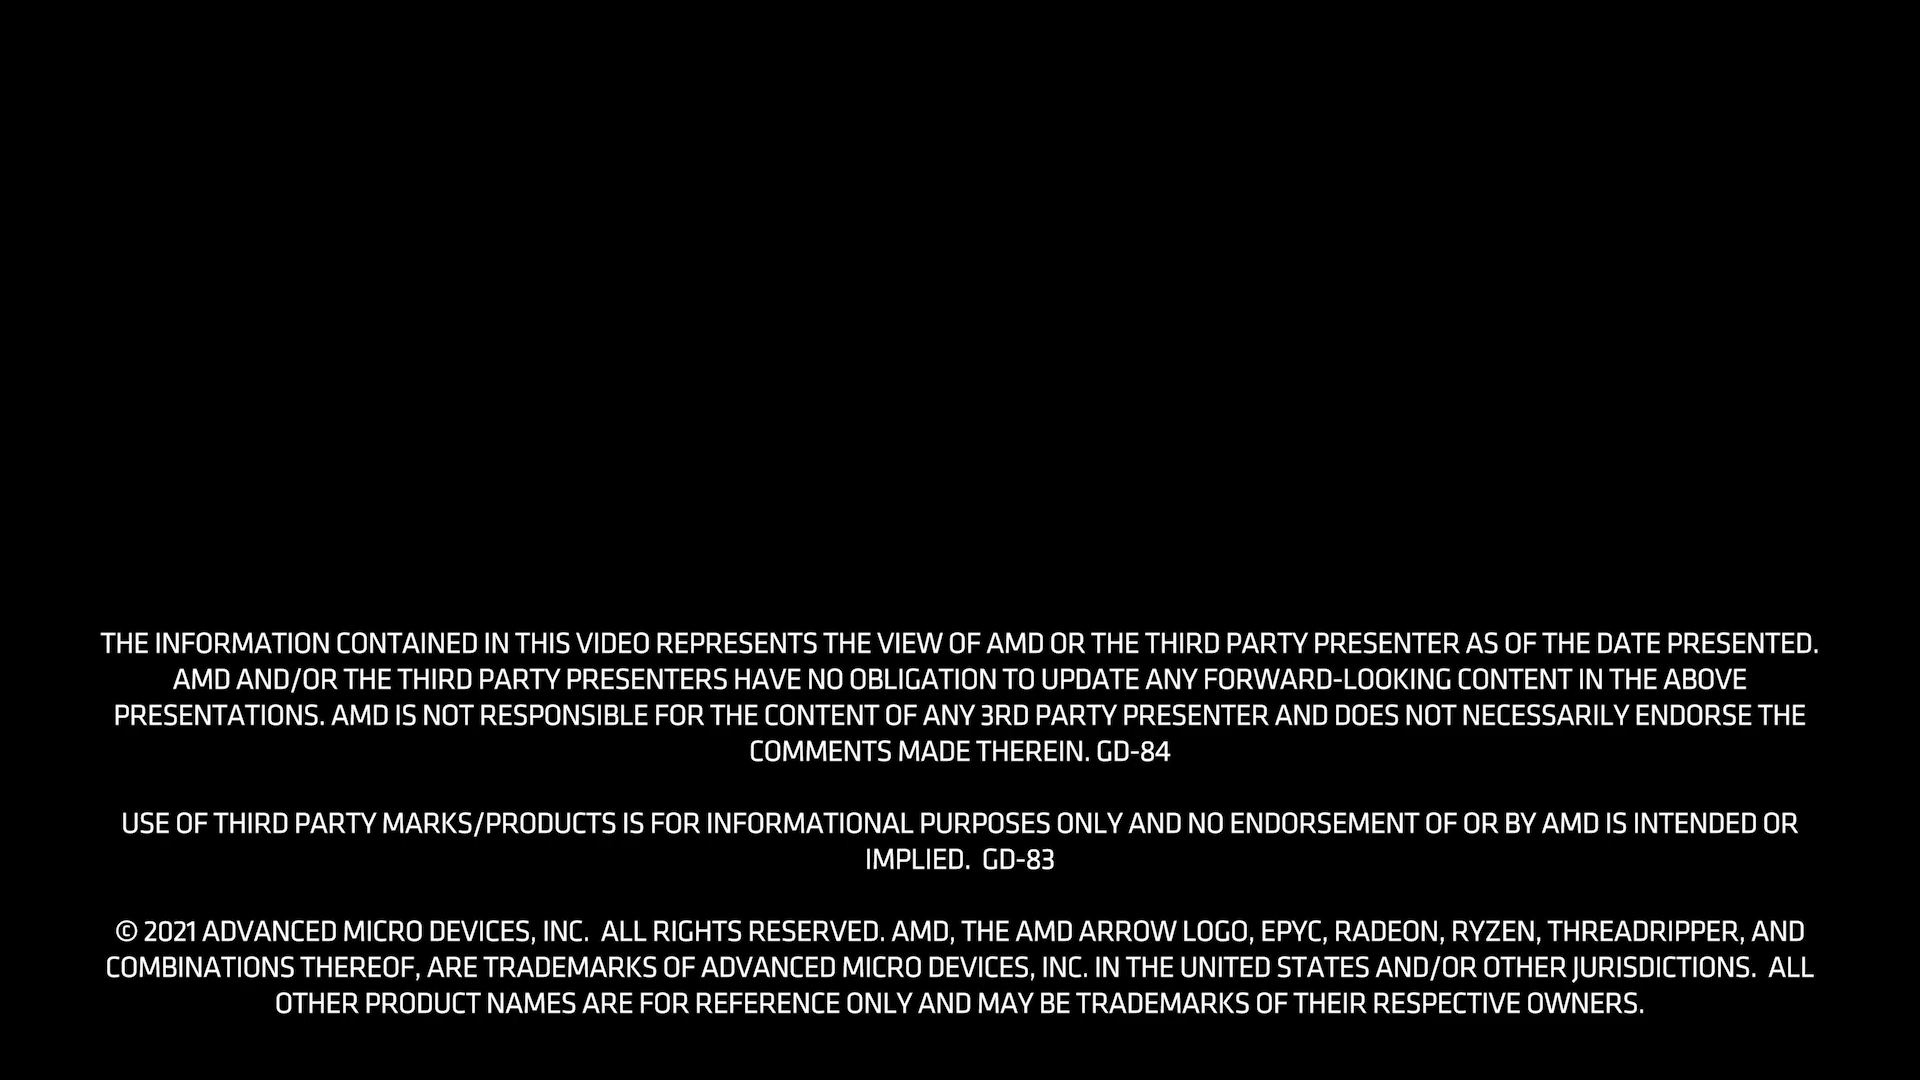 THE INFORMATION CONTAINED IN THIS VIDEO REPRESENTS THE VIEW OF AMD OR THE THIRD PARTY PRESENTER AS OF THE DATE PRESENTED.
AMD AND/OR THE THIRD PARTY PRESENTERS HAVE NO OBLIGATION TO UPDATE ANY FORWARD-LOOKING CONTENT IN THE ABOVE
PRESENTATIONS. AMD IS NOT RESPONSIBLE FOR THE CONTENT OF ANY 3RD PARTY PRESENTER AND DOES NOT NECESSARILY ENDORSE THE
COMMENTS MADE THEREIN. GD-84
USE OF THIRD PARTY MARKS/PRODUCTS IS FOR INFORMATIONAL PURPOSES ONLY AND NO ENDORSEMENT OF OR BY AMD IS INTENDED OR
IMPLIED.  GD-83
© 2021 ADVANCED MICRO DEVICES, INC.  ALL RIGHTS RESERVED. AMD, THE AMD ARROW LOGO, EPYC, RADEON, RYZEN, THREADRIPPER, AND
COMBINATIONS THEREOF, ARE TRADEMARKS OF ADVANCED MICRO DEVICES, INC. IN THE UNITED STATES AND/OR OTHER JURISDICTIONS.  ALL
OTHER PRODUCT NAMES ARE FOR REFERENCE ONLY AND MAY BE TRADEMARKS OF THEIR RESPECTIVE OWNERS.